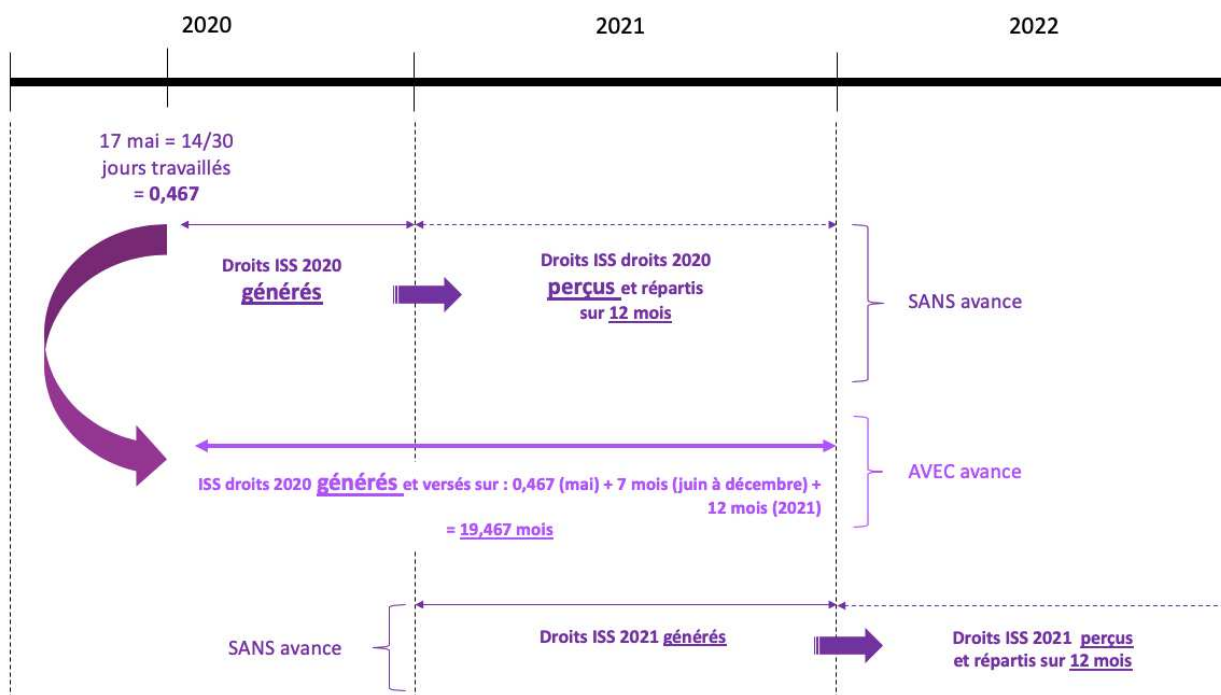 2020
2021
2022
17 mai = 14/30
jours travaillés
= 0,467
Droits ISS 2020
générés
Droits ISS droits 2020
perçus et répartis
sur 12 mois
SANS avance
AVEC avance
ISS droits 2020 générés et versés sur : 0,467 (mai) + 7 mois (juin à décembre) +
12 mois (2021)
= 19,467 mois
SANS avance
Droits ISS 2021 générés
Droits ISS 2021 perçus
et répartis sur 12 mois